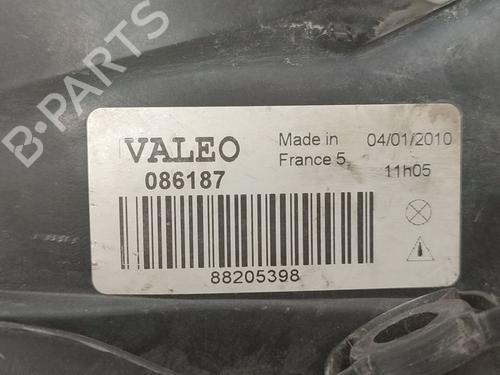 B-PARTS
VALEO
086187
88205398
Made in
France 5
04/01/2010
11h05